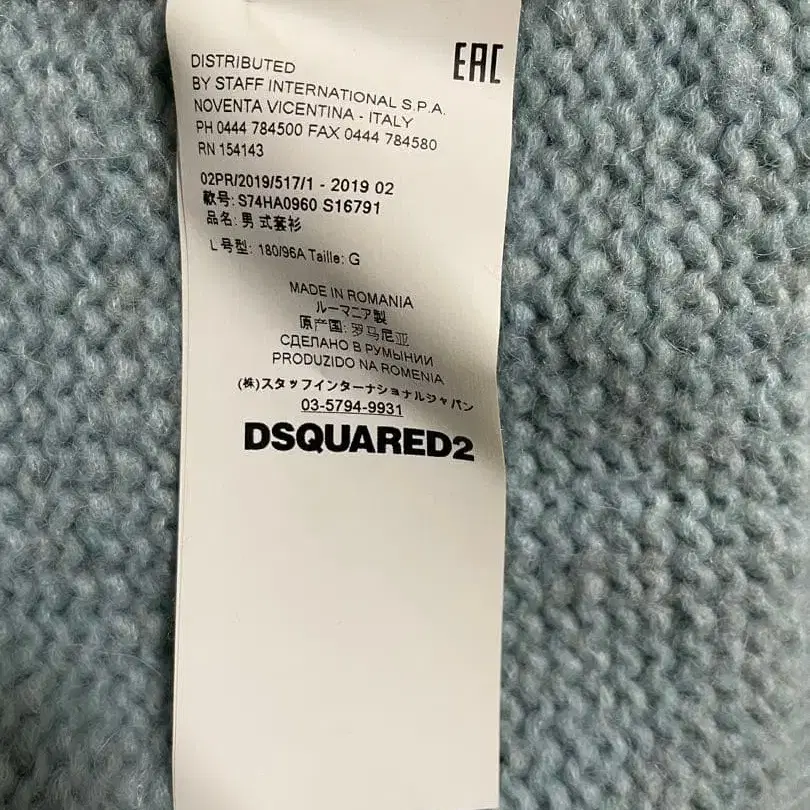 EAC
DISTRIBUTED
BY STAFF INTERNATIONAL S.P.A.
NOVENTA VICENTINA - ITALY
PH 0444 784500 FAX 0444 784580
RN 154143
02PR/2019/517/1 - 2019 02
款号: S74HA0960 S16791
品名: 男式套衫
L 号型: 180/96A Taille: G
MADE IN ROMANIA
ルーマニア製
原产国: 罗马尼亚
СДЕЛАНО В РУМЫНИИ
PRODUZIDO NA ROMENIA
(株)スタッフインターナショナルジャパン
03-5794-9931
DSQUARED2